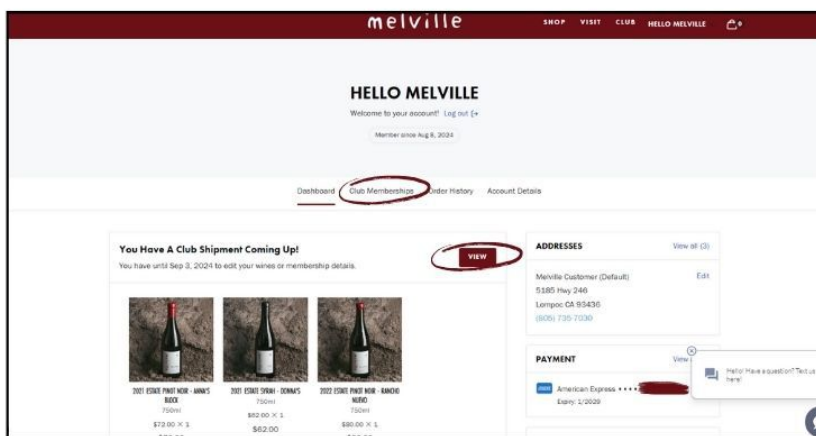 melville
SHOP VISIT CLUB HELLO MELVILLE 0
HELLO MELVILLE
Welcome to your account! Log out
Member since Aug 8, 2024
Dashboard Club Memberships Order History Account Details
You Have A Club Shipment Coming Up!
You have until Sep 3, 2024 to edit your wines or membership details.
VIEW
2021 ESTATE PINOT NOIR - ANNA'S
BLOCK
750ml
$72.00 X 1
2021 ESTATE SYRAH - DONNA'S
750ml
$62.00 X 1
$62.00
2022 ESTATE PINOT NOIR - RANCHO
NUEVO
750ml
$80.00 X 1
ADDRESSES View all (3)
Melville Customer (Default) Edit
5185 Hwy 246
Lompoc CA 93436
(805) 735-7030
PAYMENT View
American Express
Expiry: 1/2029
Hello! Have a question? Text us
here!